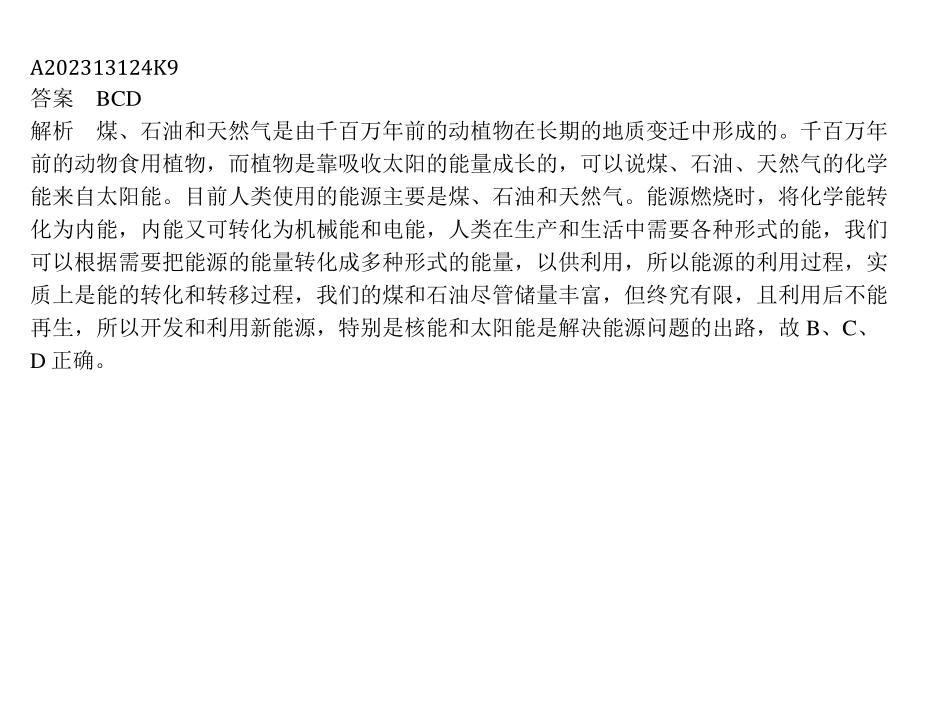 A202313124K9
答案　BCD
解析　煤、石油和天然气是由千百万年前的动植物在长期的地质变迁中形成的。千百万年
前的动物食用植物，而植物是靠吸收太阳的能量成长的，可以说煤、石油、天然气的化学
能来自太阳能。目前人类使用的能源主要是煤、石油和天然气。能源燃烧时，将化学能转
化为内能，内能又可转化为机械能和电能，人类在生产和生活中需要各种形式的能，我们
可以根据需要把能源的能量转化成多种形式的能量，以供利用，所以能源的利用过程，实
质上是能的转化和转移过程，我们的煤和石油尽管储量丰富，但终究有限，且利用后不能
再生，所以开发和利用新能源，特别是核能和太阳能是解决能源问题的出路，故 B、C、
D 正确。